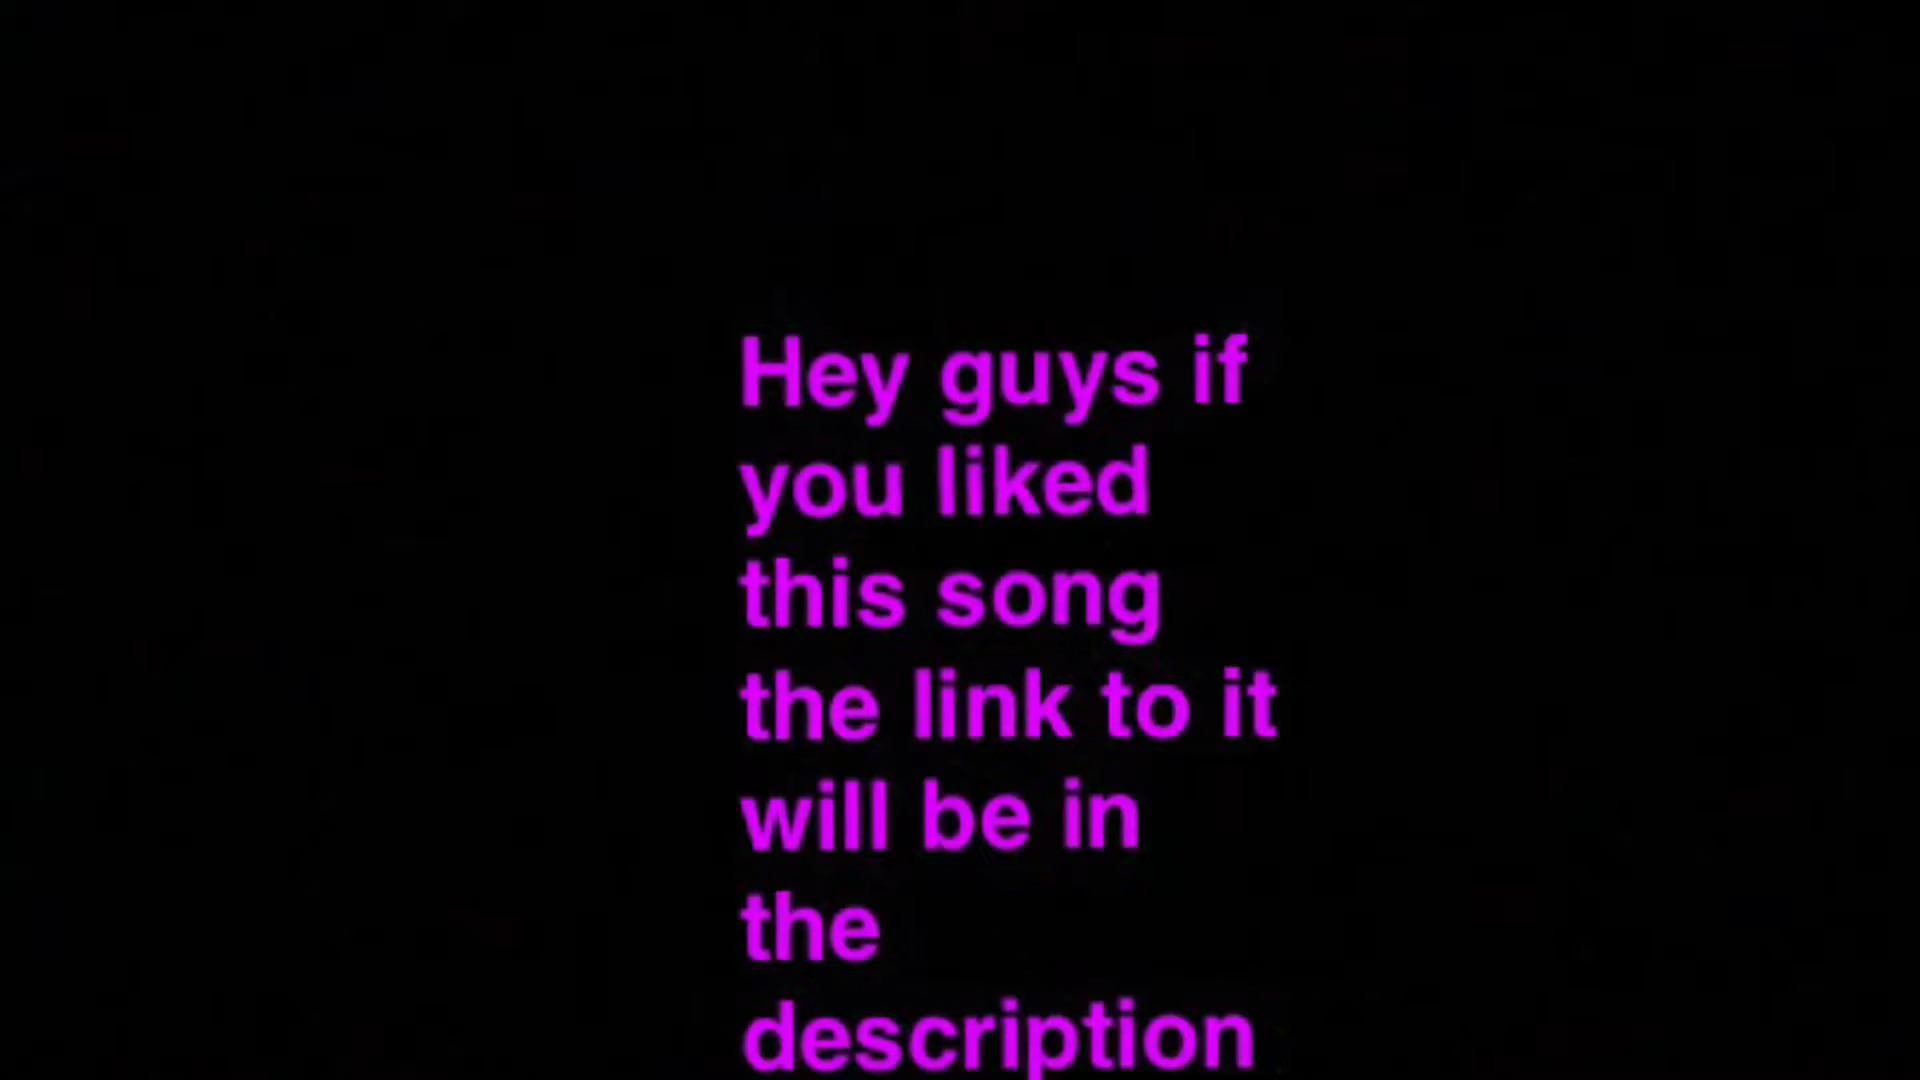 Hey guys if
you liked
this song
the link to it
will be in
the
description